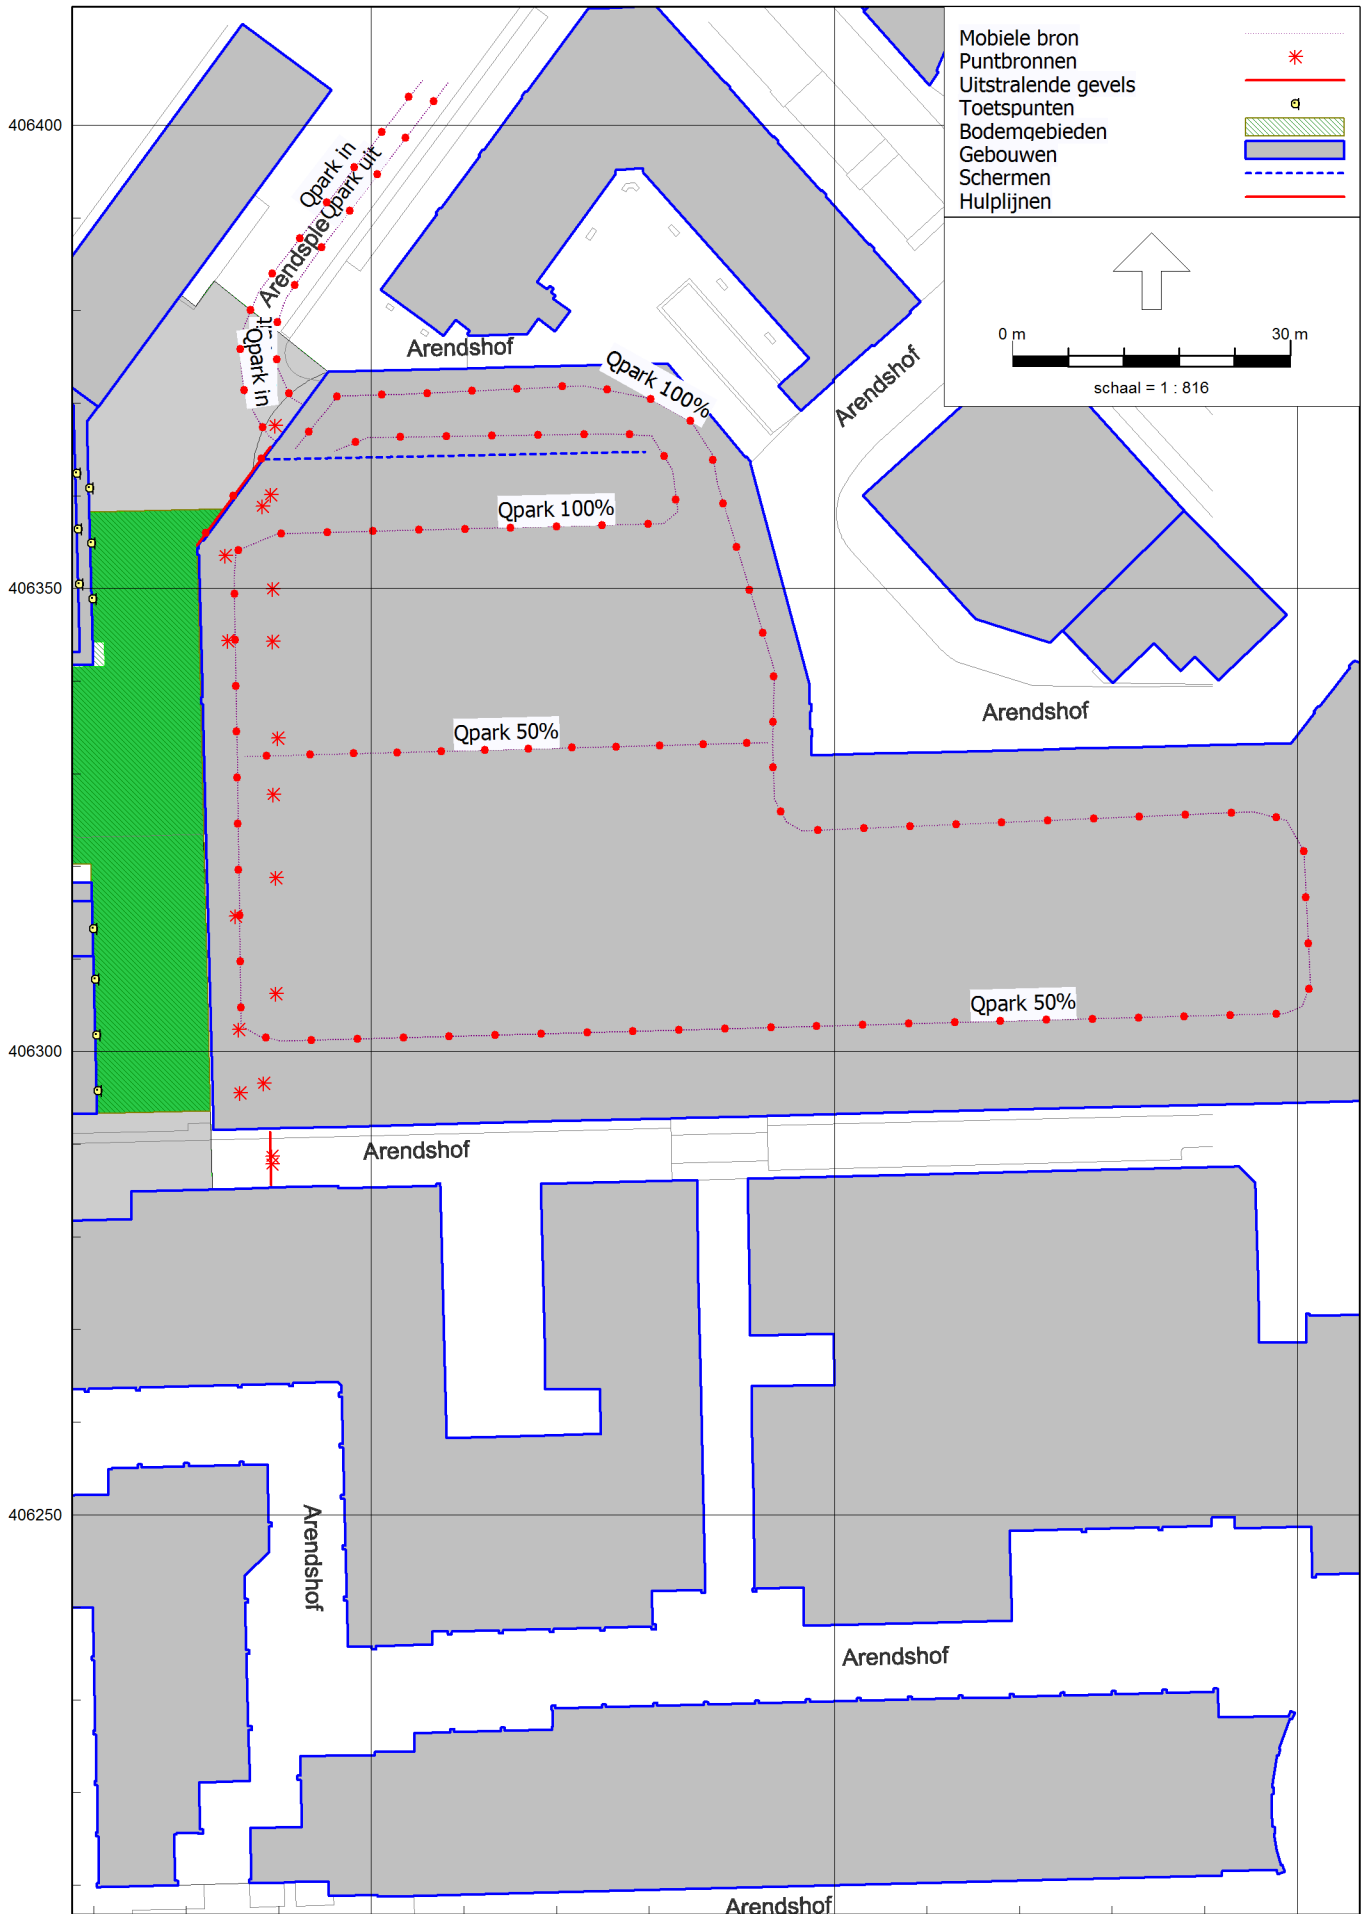 Mobiele bron
Puntbronnen
Uitstralende gevels
Toetspunten
Bodemgebieden
Gebouwen
Schermen
Hulplijnen
0 m
30 m
schaal = 1 : 816
406400
Qpark in
Qpark uit
Qpark in
Arendshof
Qpark 100%
Arendshof
Qpark 100%
406350
Arendshof
Qpark 50%
Qpark 50%
406300
Arendshof
406250
Arendshof
Arendshof
Arendshof